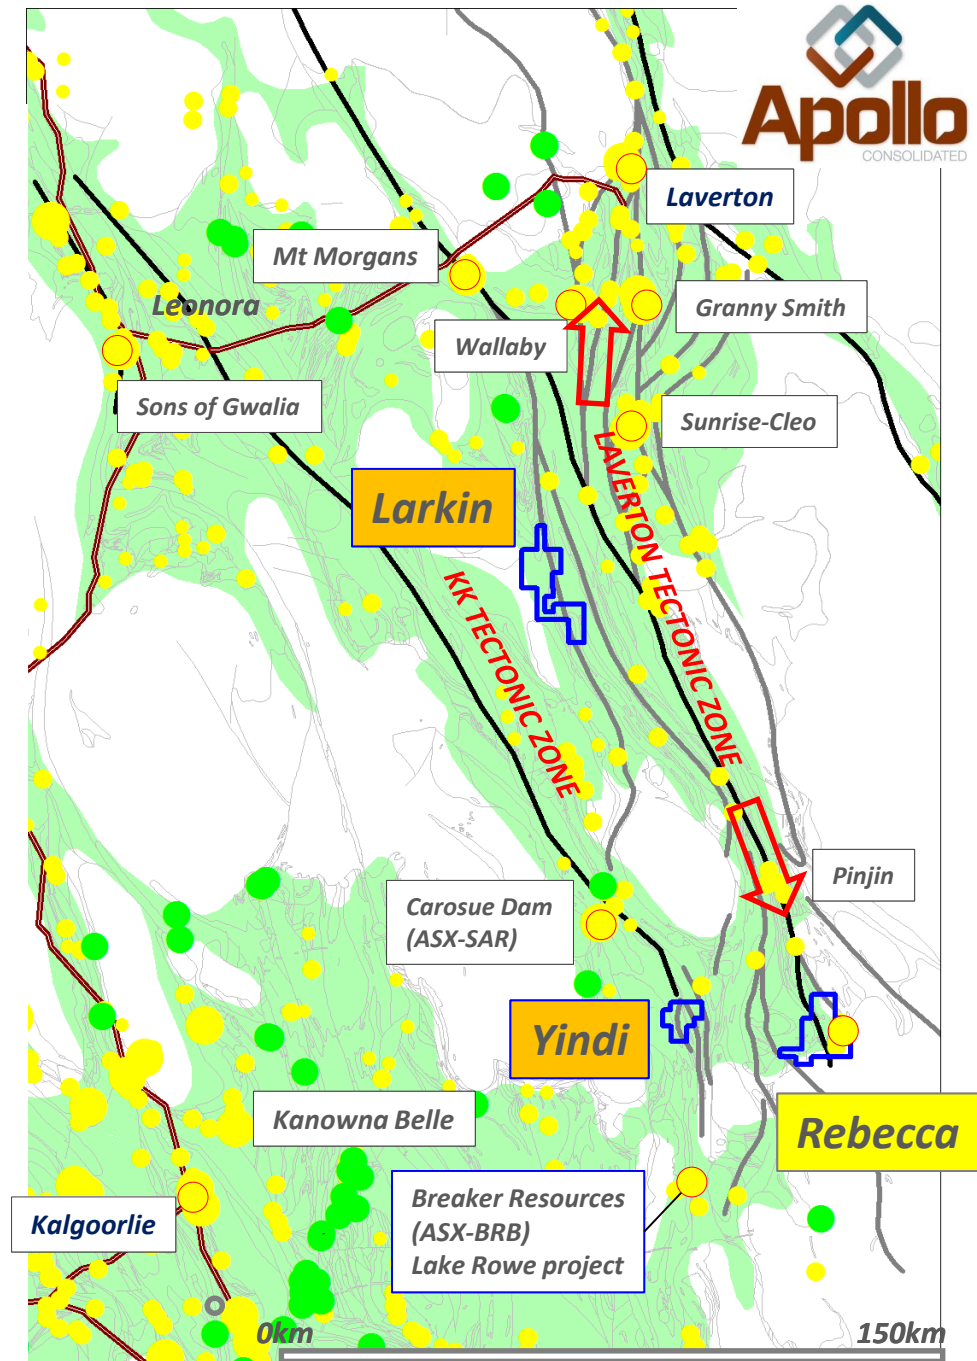 Apollo
CONSOLIDATED
Laverton
Mt Morgans
Leonora
Granny Smith
Wallaby
Sons of Gwalia
Sunrise-Cleo
Larkin
LAVERTON TECTONIC ZONE
KK TECTONIC ZONE
Pinjin
Carosue Dam
(ASX-SAR)
Yindi
Kanowna Belle
Rebecca
Breaker Resources
(ASX-BRB)
Lake Rowe project
Kalgoorlie
0km
150km